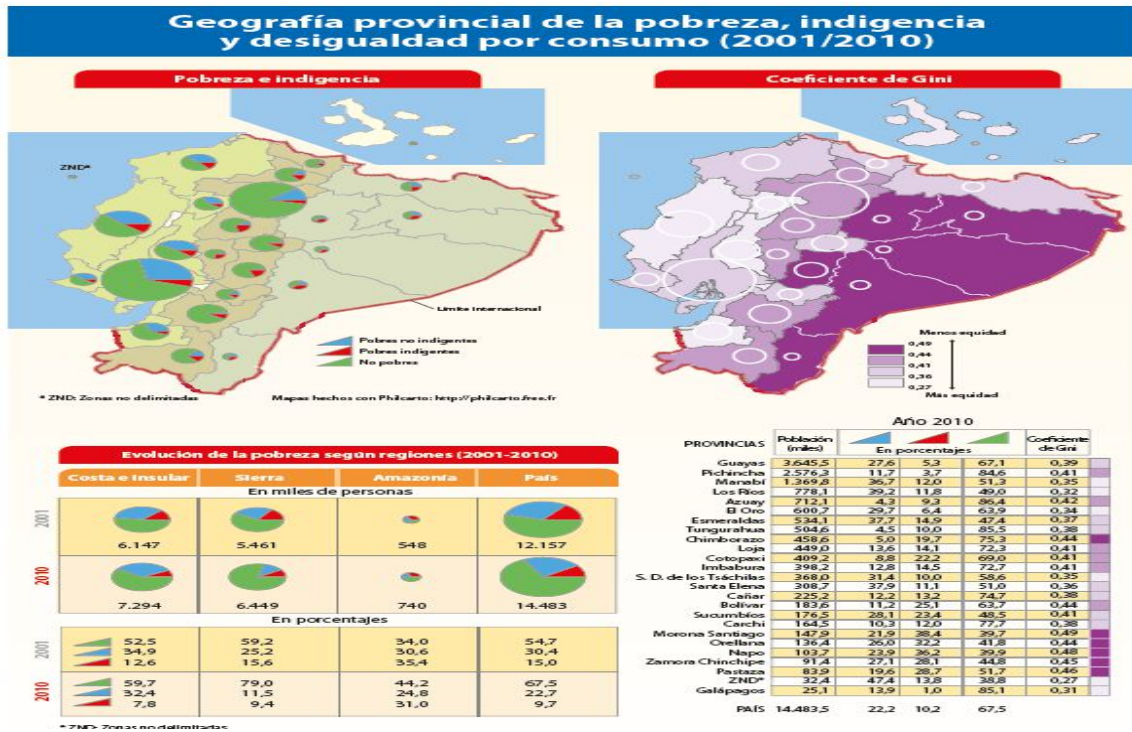 Geografía provincial de la pobreza, indigencia
y desigualdad por consumo (2001/2010)
Pobreza e indigencia
ZND*
Límite internacional
Pobres no indigentes
Pobres indigentes
No pobres
* ZND: Zonas no delimitadas
Mapas hechos con Philcarto: http://philcarto.free.fr
Coeficiente de Gini
Menos equidad
0,49
0,44
0,41
0,36
0,27
Más equidad
Evolución de la pobreza según regiones (2001-2010)
Costa e Insular Sierra Amazonía País
En miles de personas
2001
6.147 5.461 548 12.157
2010
7.294 6.449 740 14.483
En porcentajes
2001
52,5 59,2 34,0 54,7
34,9 25,2 30,6 30,4
12,6 15,6 35,4 15,0
2010
59,7 79,0 44,2 67,5
32,4 11,5 24,8 22,7
7,8 9,4 31,0 9,7
* ZND: Zonas no delimitadas
Año 2010
PROVINCIAS Población (miles) En porcentajes Coeficiente de Gini
Guayas 3.645,5 27,6 5,3 67,1 0,39
Pichincha 2.576,3 11,7 3,7 84,6 0,41
Manabí 1.369,8 36,7 12,0 51,3 0,35
Los Ríos 778,1 39,2 11,8 49,0 0,32
Azuay 712,1 4,3 9,3 86,4 0,42
El Oro 600,7 29,7 6,4 63,9 0,34
Esmeraldas 534,1 37,7 14,9 47,4 0,37
Tungurahua 504,6 4,5 10,0 85,5 0,38
Chimborazo 458,6 5,0 19,7 75,3 0,44
Loja 449,0 13,6 14,1 72,3 0,41
Cotopaxi 409,2 8,8 22,2 69,0 0,41
Imbabura 398,2 12,8 14,5 72,7 0,41
S. D. de los Tsáchilas 368,0 31,4 10,0 58,6 0,35
Santa Elena 308,7 37,9 11,1 51,0 0,36
Cañar 225,2 12,2 13,2 74,7 0,38
Bolívar 183,6 11,2 25,1 63,7 0,44
Sucumbíos 176,5 28,1 23,4 48,5 0,41
Carchi 164,5 10,3 12,0 77,7 0,38
Morona Santiago 147,9 21,9 38,4 39,7 0,49
Orellana 136,4 26,0 32,2 41,8 0,44
Napo 103,7 23,9 36,2 39,9 0,48
Zamora Chinchipe 91,4 27,1 28,1 44,8 0,45
Pastaza 83,9 19,6 28,7 51,7 0,46
ZND* 32,4 47,4 13,8 38,8 0,27
Galápagos 25,1 13,9 1,0 85,1 0,31
PAÍS 14.483,5 22,2 10,2 67,5